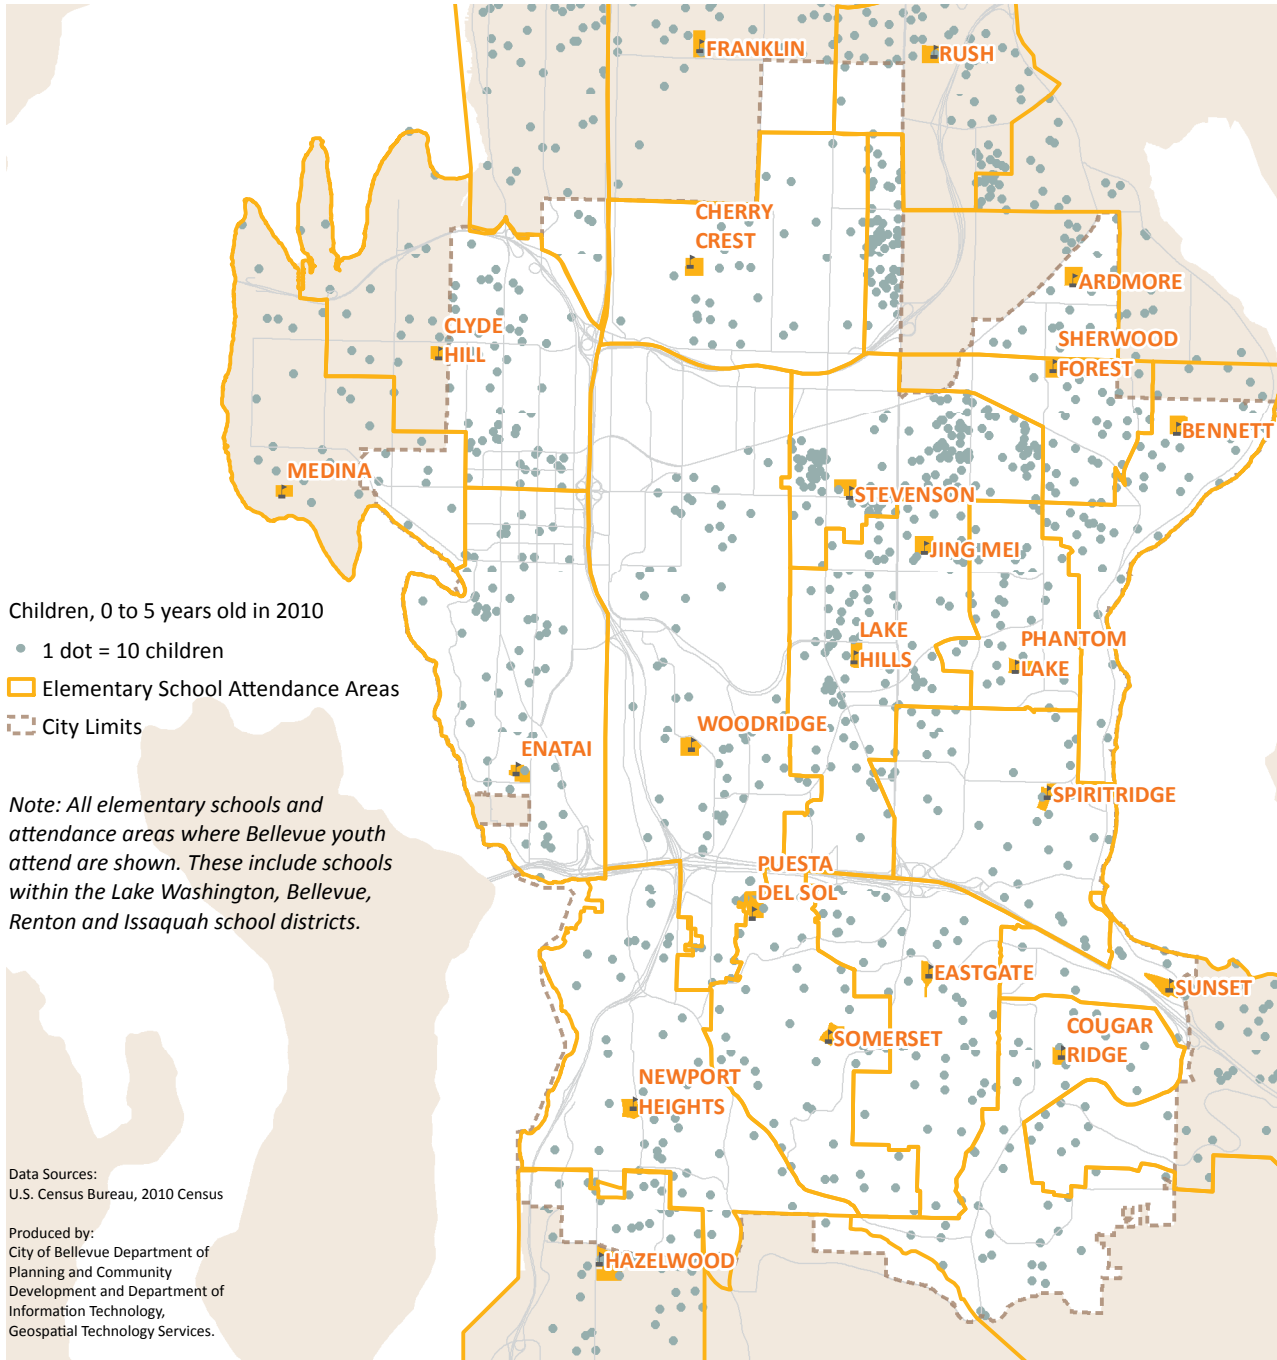 FRANKLIN
RUSH
CHERRY
CREST
ARDMORE
CLYDE
HILL
SHERWOOD
FOREST
BENNETT
MEDINA
STEVENSON
JING MEI
Children, 0 to 5 years old in 2010
1 dot = 10 children
Elementary School Attendance Areas
City Limits
LAKE
HILLS
PHANTOM
LAKE
WOODRIDGE
ENATAI
SPIRITRIDGE
Note: All elementary schools and
attendance areas where Bellevue youth
attend are shown. These include schools
within the Lake Washington, Bellevue,
Renton and Issaquah school districts.
PUESTA
DEL SOL
EASTGATE
SUNSET
SOMERSET
COUGAR
RIDGE
NEWPORT
HEIGHTS
HAZELWOOD
Data Sources:
U.S. Census Bureau, 2010 Census
Produced by:
City of Bellevue Department of
Planning and Community
Development and Department of
Information Technology,
Geospatial Technology Services.